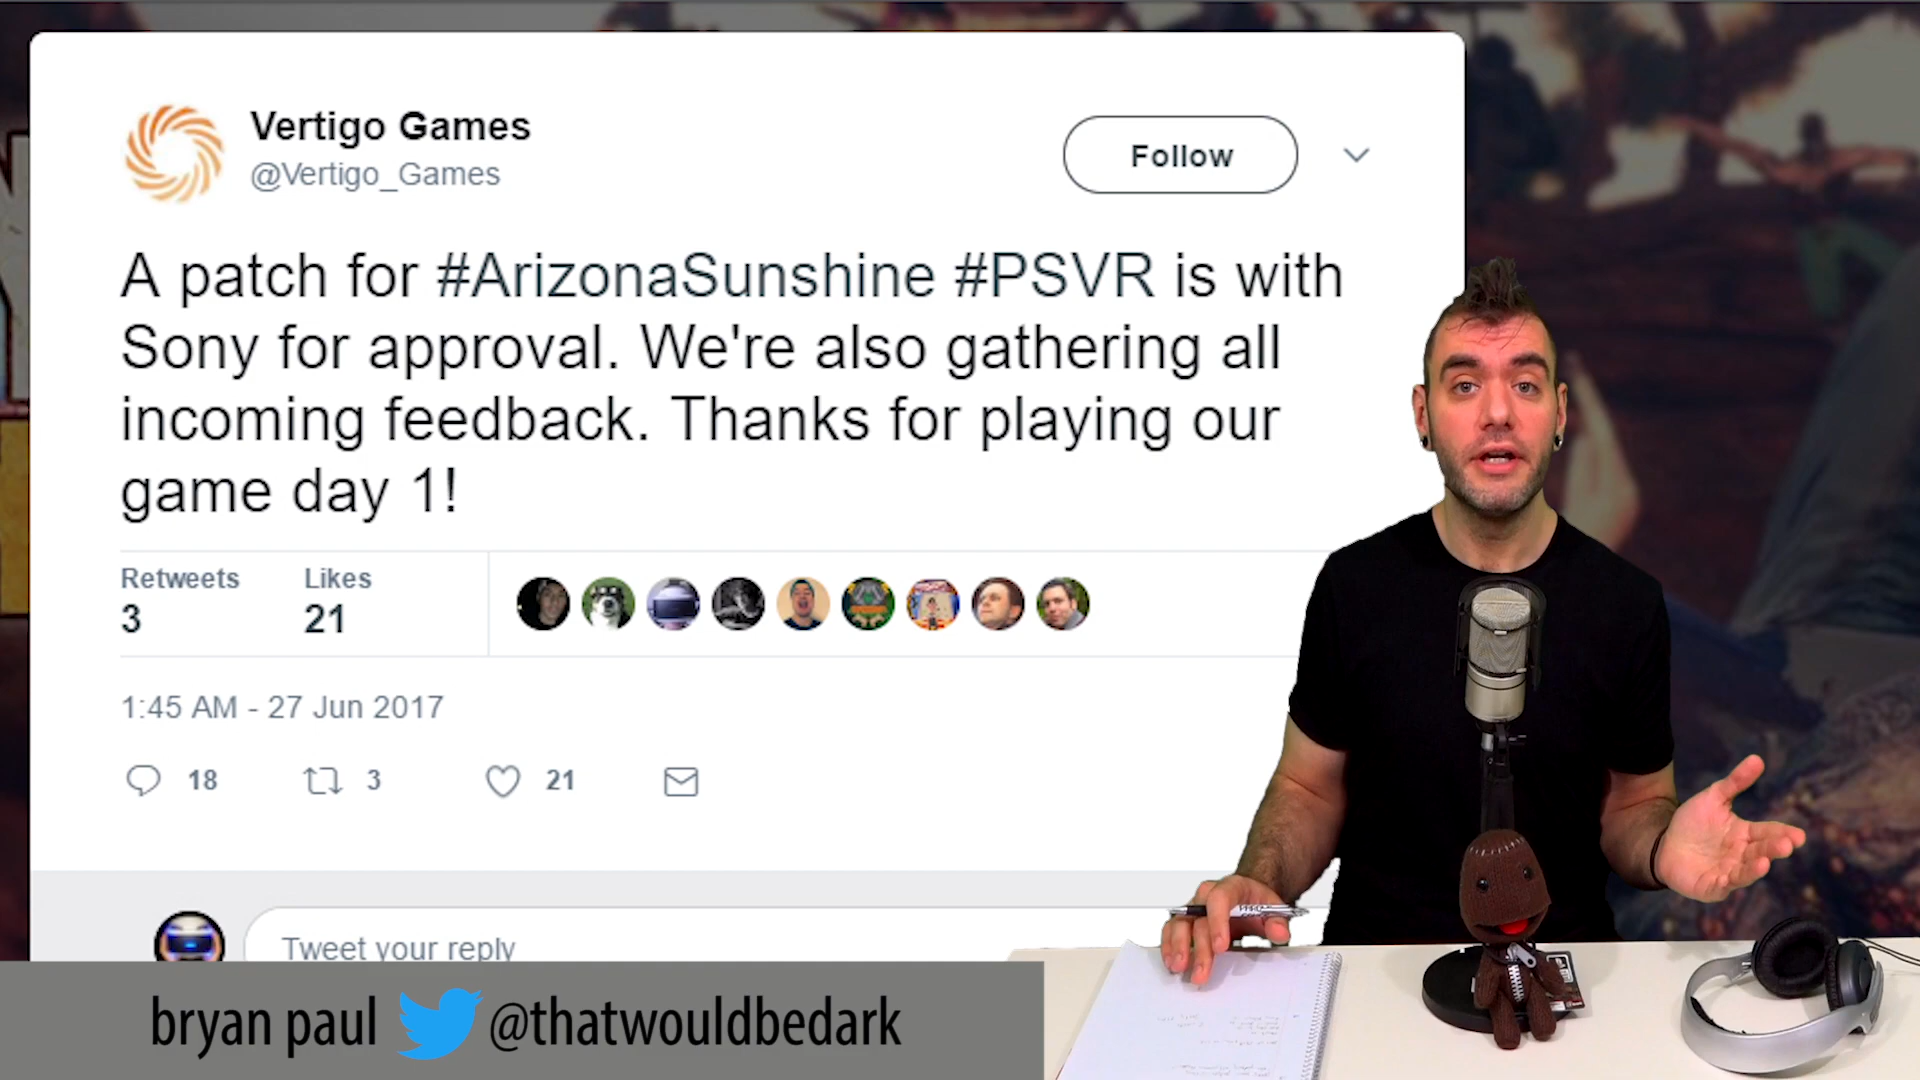 Vertigo Games
@Vertigo_Games
Follow
A patch for #ArizonaSunshine #PSVR is with
Sony for approval. We're also gathering all
incoming feedback. Thanks for playing our
game day 1!
Retweets
Likes
3
21
1:45 AM - 27 Jun 2017
18
3
21
Tweet your reply
bryan paul @thatwouldbedark